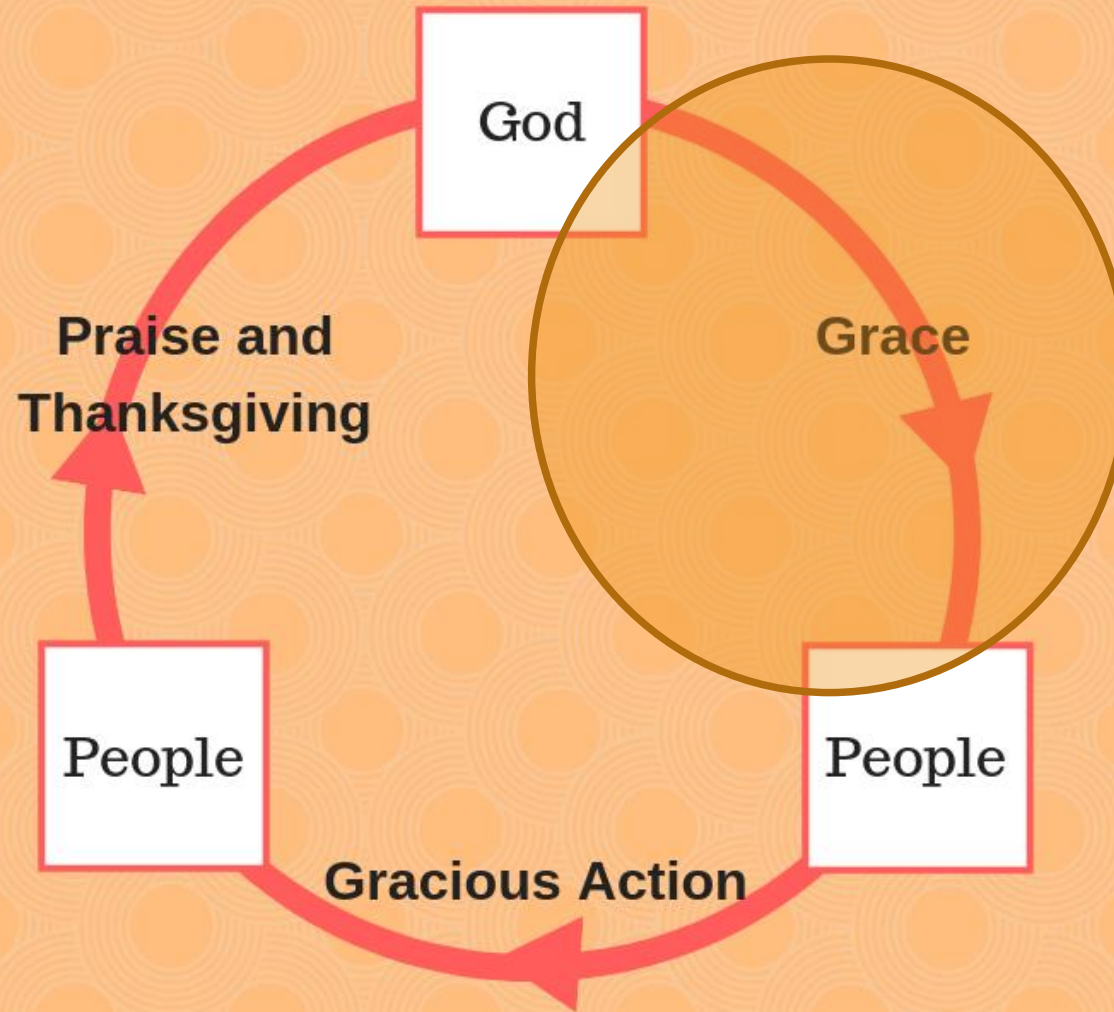 God
Praise and
Thanksgiving
Grace
People
People
Gracious Action